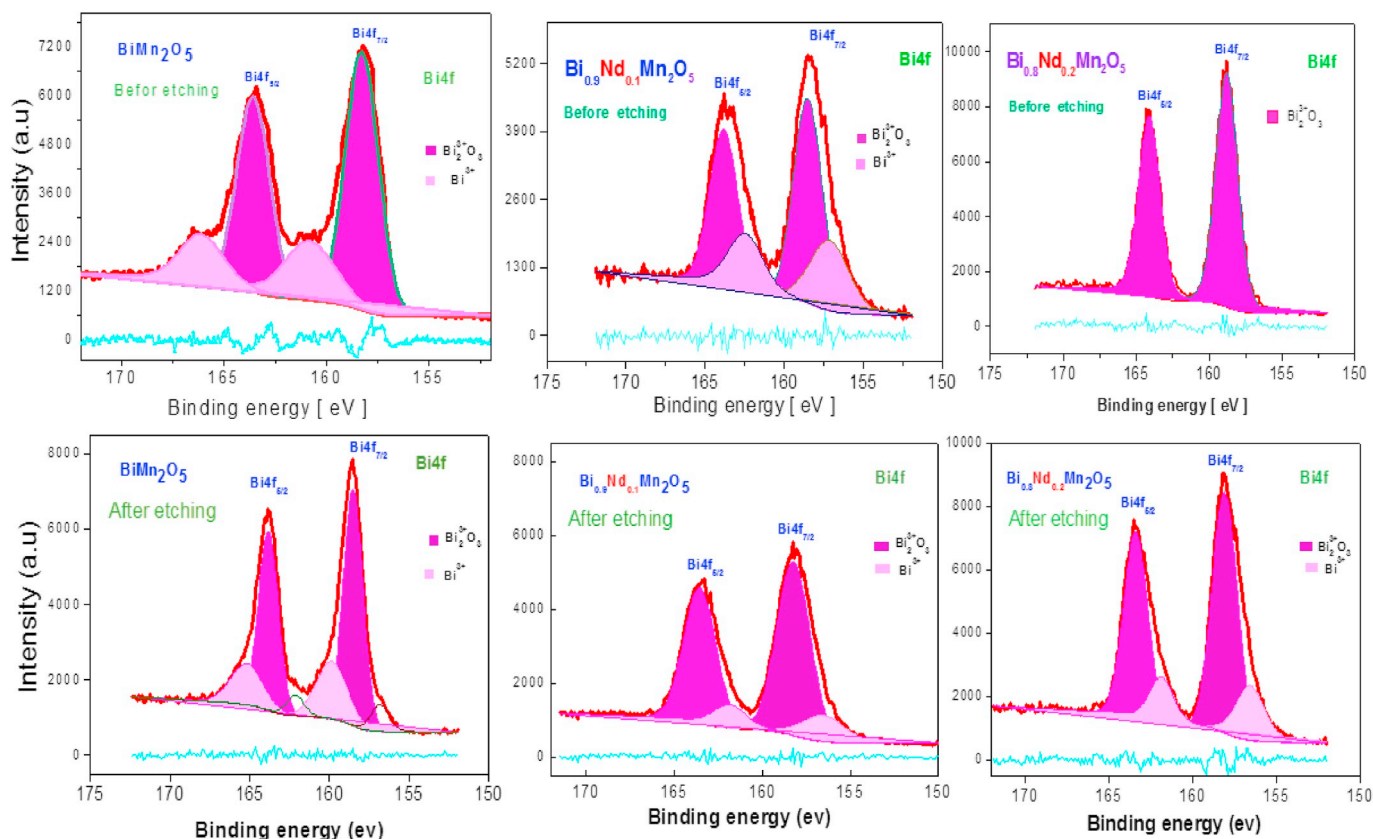 BiMn₂O₅
Befor etching
Bi4f₅/₂
Bi4f₇/₂
Bi4f
Bi₂³⁺O₃
Bi³⁺
Intensity (a.u)
7200
6000
4800
3600
2400
1200
0
170 165 160 155
Binding energy [ eV ]
Bi₀.₉Nd₀.₁Mn₂O₅
Before etching
Bi4f₅/₂
Bi4f₇/₂
Bi4f
Bi₂³⁺O₃
Bi³⁺
5200
3900
2600
1300
0
175 170 165 160 155 150
Binding energy [ eV ]
Bi₀.₈Nd₀.₂Mn₂O₅
Before etching
Bi4f₅/₂
Bi4f₇/₂
Bi4f
Bi₂³⁺O₃
10000
8000
6000
4000
2000
0
175 170 165 160 155 150
Binding energy [ eV ]
BiMn₂O₅
After etching
Bi4f₅/₂
Bi4f₇/₂
Bi4f
Bi₂³⁺O₃
Bi³⁺
Intensity (a.u)
8000
6000
4000
2000
0
175 170 165 160 155 150
Binding energy (ev)
Bi₀.₉Nd₀.₁Mn₂O₅
After etching
Bi4f₅/₂
Bi4f₇/₂
Bi4f
Bi₂³⁺O₃
Bi³⁺
8000
6000
4000
2000
0
170 165 160 155 150
Binding energy (ev)
Bi₀.₈Nd₀.₂Mn₂O₅
After etching
Bi4f₅/₂
Bi4f₇/₂
Bi4f
Bi₂³⁺O₃
Bi³⁺
10000
8000
6000
4000
2000
0
170 165 160 155 150
Binding energy (ev)